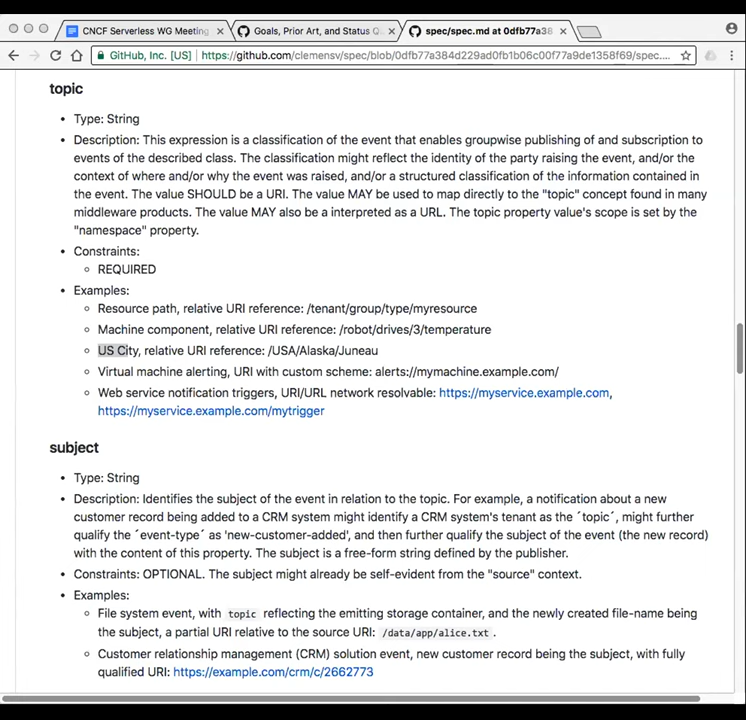 CNCF Serverless WG Meeting
Goals, Prior Art, and Status Q
spec/spec.md at 0dfb77a38
GitHub, Inc. [US] https://github.com/clemensv/spec/blob/0dfb77a384d229ad0fb1b06c00f77a9de1358f69/spec....
topic
• Type: String
• Description: This expression is a classification of the event that enables groupwise publishing of and subscription to
events of the described class. The classification might reflect the identity of the party raising the event, and/or the
context of where and/or why the event was raised, and/or a structured classification of the information contained in
the event. The value SHOULD be a URI. The value MAY be used to map directly to the "topic" concept found in many
middleware products. The value MAY also be a interpreted as a URL. The topic property value's scope is set by the
"namespace" property.
• Constraints:
◦ REQUIRED
• Examples:
◦ Resource path, relative URI reference: /tenant/group/type/myresource
◦ Machine component, relative URI reference: /robot/drives/3/temperature
◦ US City, relative URI reference: /USA/Alaska/Juneau
◦ Virtual machine alerting, URI with custom scheme: alerts://mymachine.example.com/
◦ Web service notification triggers, URI/URL network resolvable: https://myservice.example.com,
https://myservice.example.com/mytrigger
subject
• Type: String
• Description: Identifies the subject of the event in relation to the topic. For example, a notification about a new
customer record being added to a CRM system might identify a CRM system's tenant as the ´topic´, might further
qualify the ´event-type´ as 'new-customer-added', and then further qualify the subject of the event (the new record)
with the content of this property. The subject is a free-form string defined by the publisher.
• Constraints: OPTIONAL. The subject might already be self-evident from the "source" context.
• Examples:
◦ File system event, with topic reflecting the emitting storage container, and the newly created file-name being
the subject, a partial URI relative to the source URI: /data/app/alice.txt.
◦ Customer relationship management (CRM) solution event, new customer record being the subject, with fully
qualified URI: https://example.com/crm/c/2662773